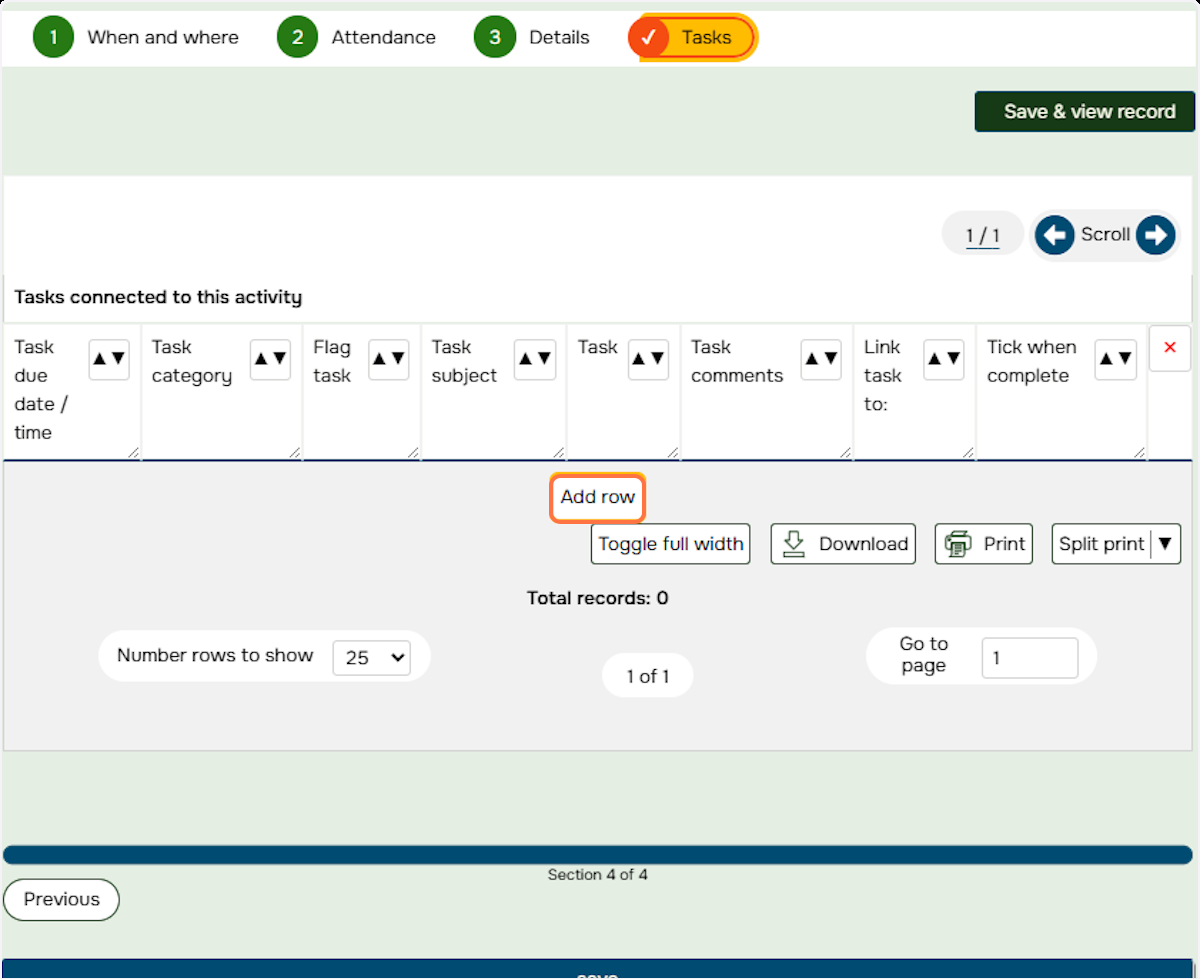 1 When and where 2 Attendance 3 Details ✓ Tasks
Save & view record
1 / 1 Scroll
Tasks connected to this activity
Task due date / time ▲▼ Task category ▲▼ Flag task ▲▼ Task subject ▲▼ Task ▲▼ Task comments ▲▼ Link task to: ▲▼ Tick when complete ▲▼ ✕
Add row
Toggle full width Download Print Split print ▼
Total records: 0
Number rows to show 25
1 of 1
Go to page 1
Section 4 of 4
Previous
save